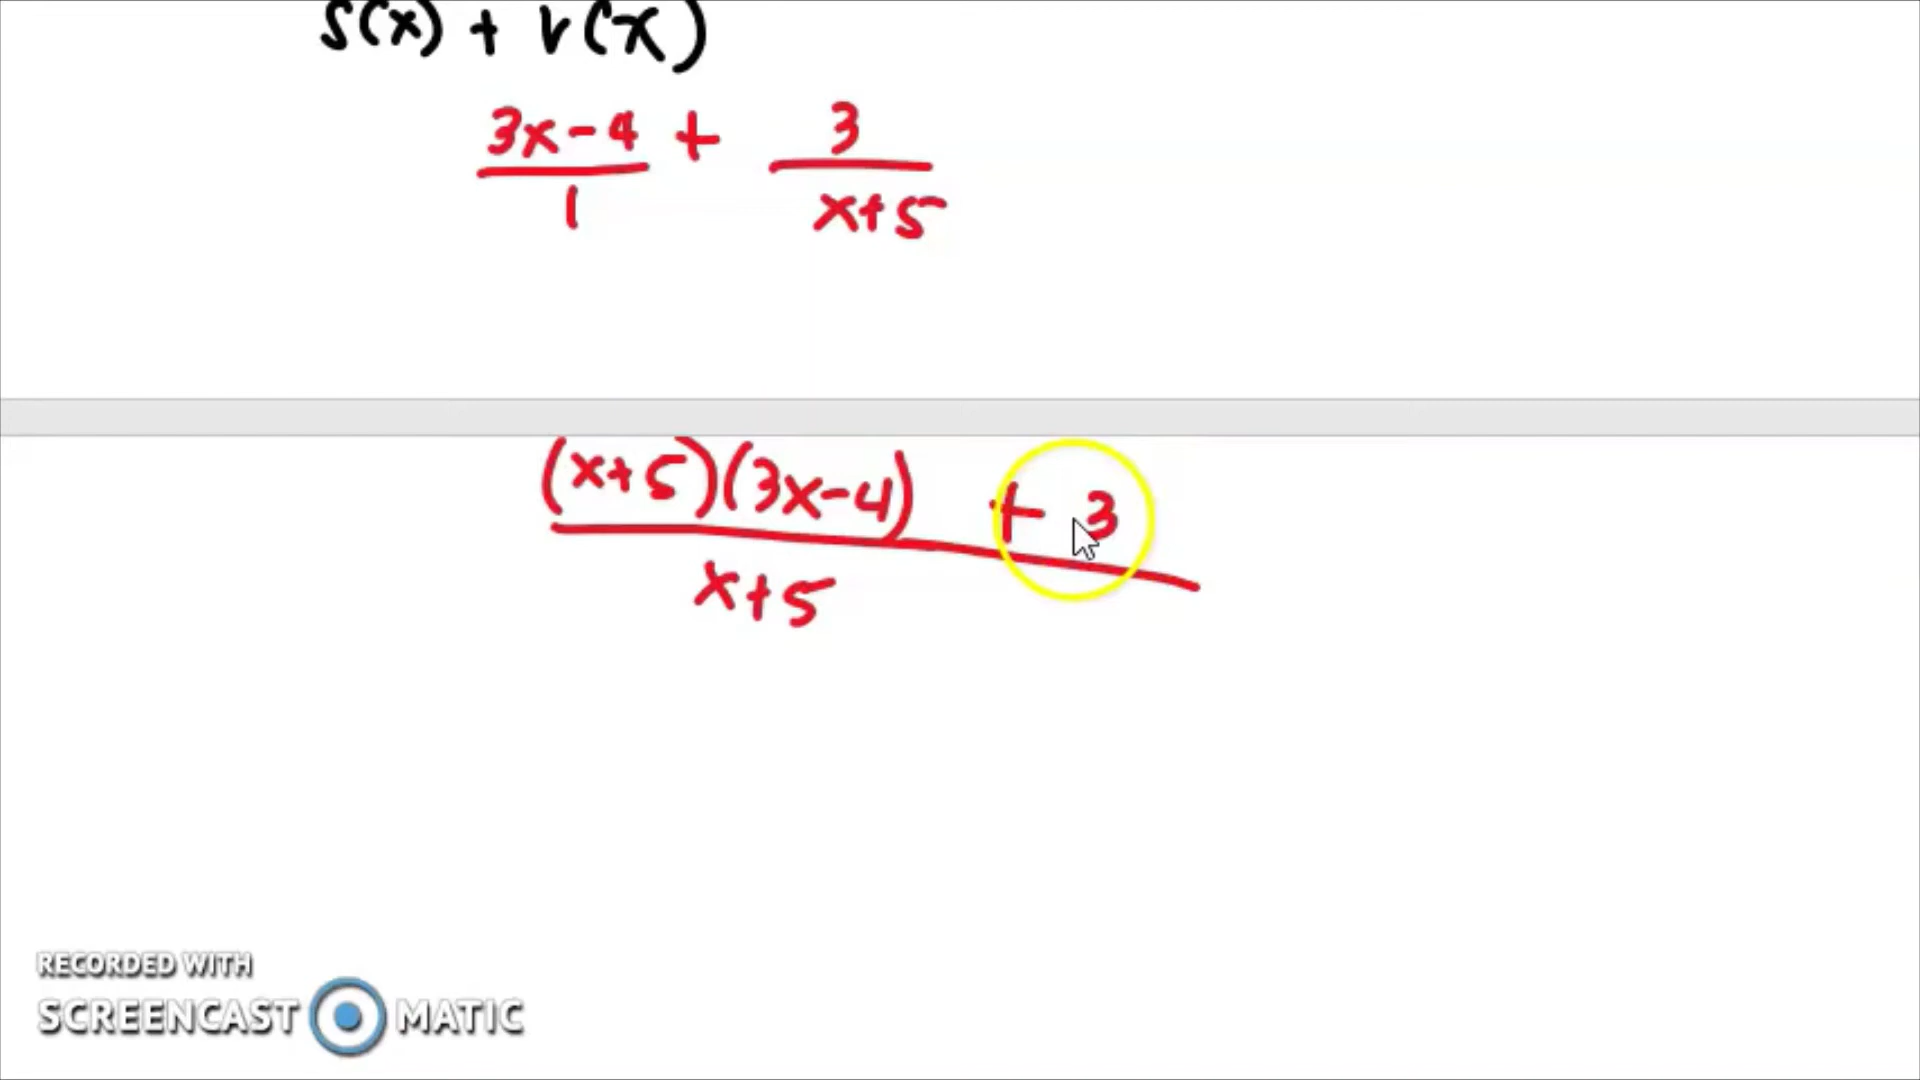 s(x) + r(x)
3x-4 + 3
1 x+5
(x+5)(3x-4) + 3
x+5
RECORDED WITH
SCREENCAST MATIC